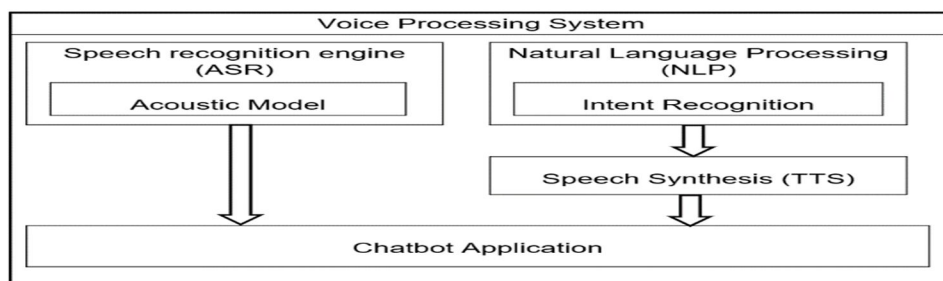 Voice Processing System
Speech recognition engine
(ASR)
Acoustic Model
Natural Language Processing
(NLP)
Intent Recognition
Speech Synthesis (TTS)
Chatbot Application